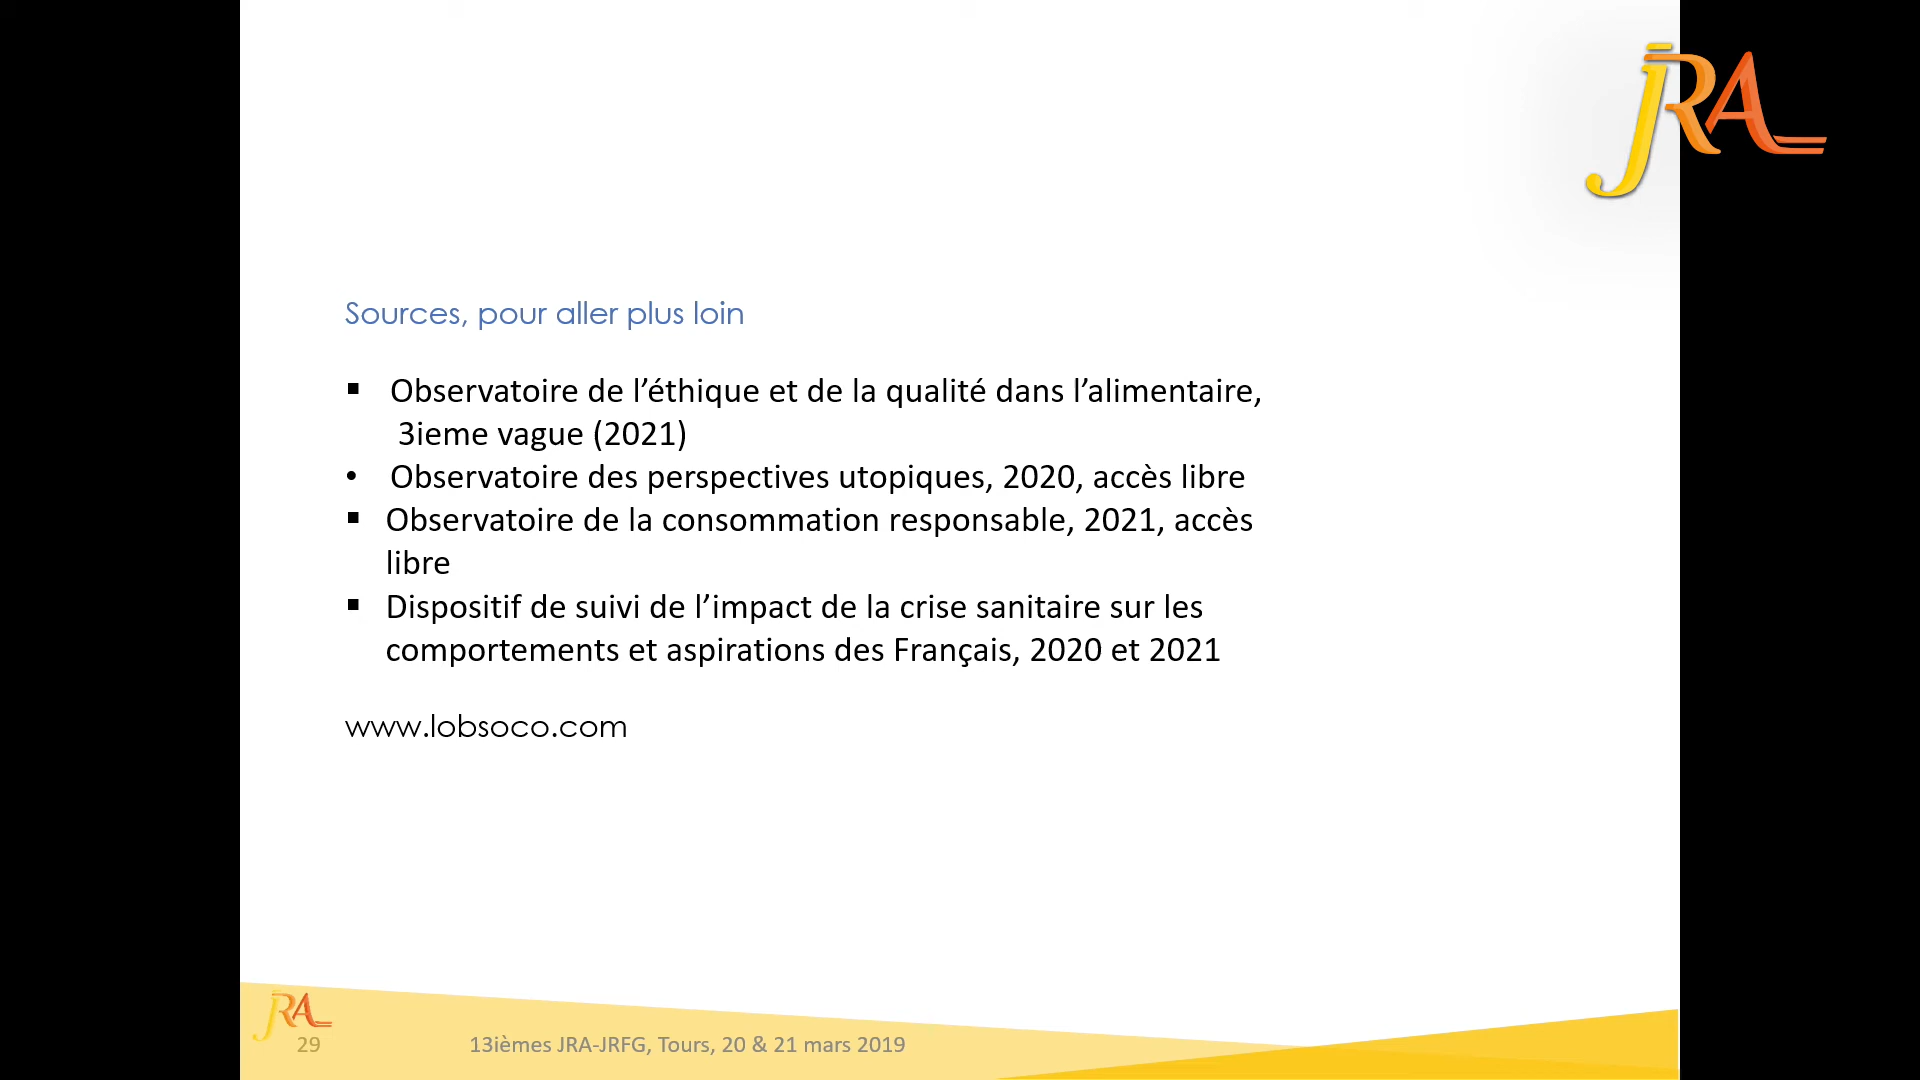 JRA
Sources, pour aller plus loin
▪ Observatoire de l’éthique et de la qualité dans l’alimentaire,
3ieme vague (2021)
• Observatoire des perspectives utopiques, 2020, accès libre
▪ Observatoire de la consommation responsable, 2021, accès
libre
▪ Dispositif de suivi de l’impact de la crise sanitaire sur les
comportements et aspirations des Français, 2020 et 2021
www.lobsoco.com
JRA
29
13ièmes JRA-JRFG, Tours, 20 & 21 mars 2019